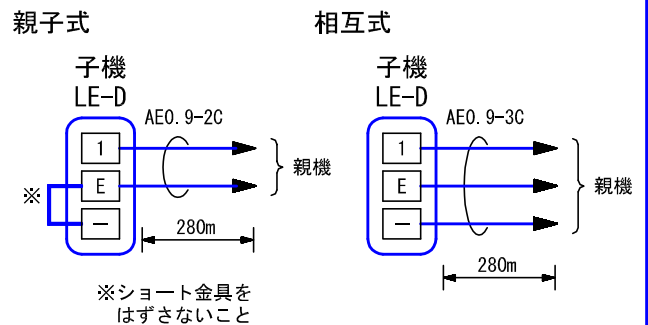 親子式
子機
LE-D
AE0.9-2C
1
E
−
※
親機
280m
※ショート金具を
はずさないこと
相互式
子機
LE-D
AE0.9-3C
1
E
−
親機
280m